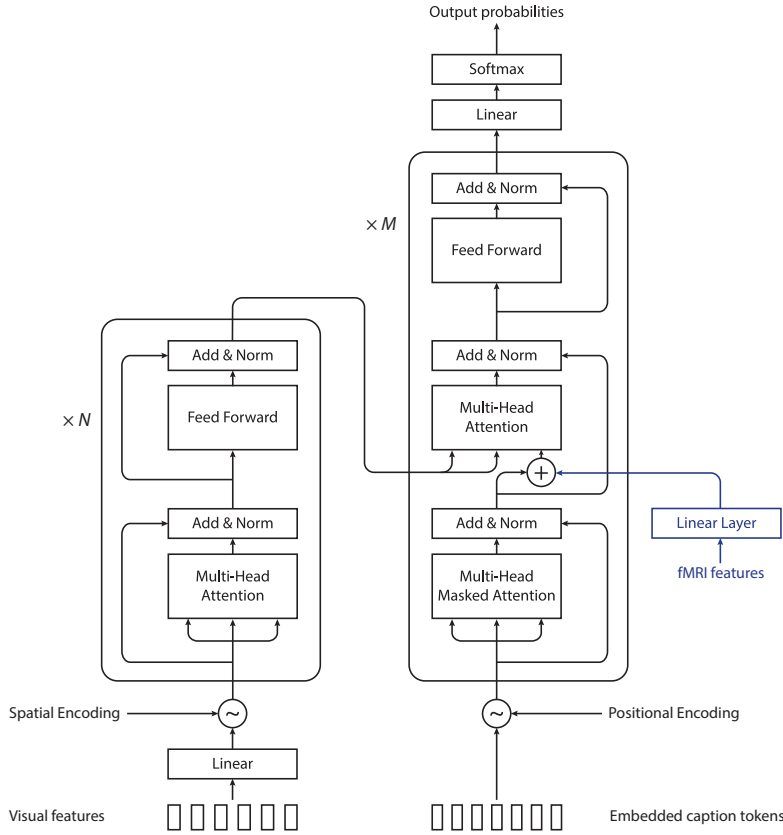 Output probabilities
Softmax
Linear
Add & Norm
× M
Feed Forward
Add & Norm
Multi-Head
Attention
+
Add & Norm
Multi-Head
Masked Attention
Linear Layer
fMRI features
Add & Norm
× N
Feed Forward
Add & Norm
Multi-Head
Attention
Spatial Encoding
~
~
Positional Encoding
Linear
Visual features
Embedded caption tokens